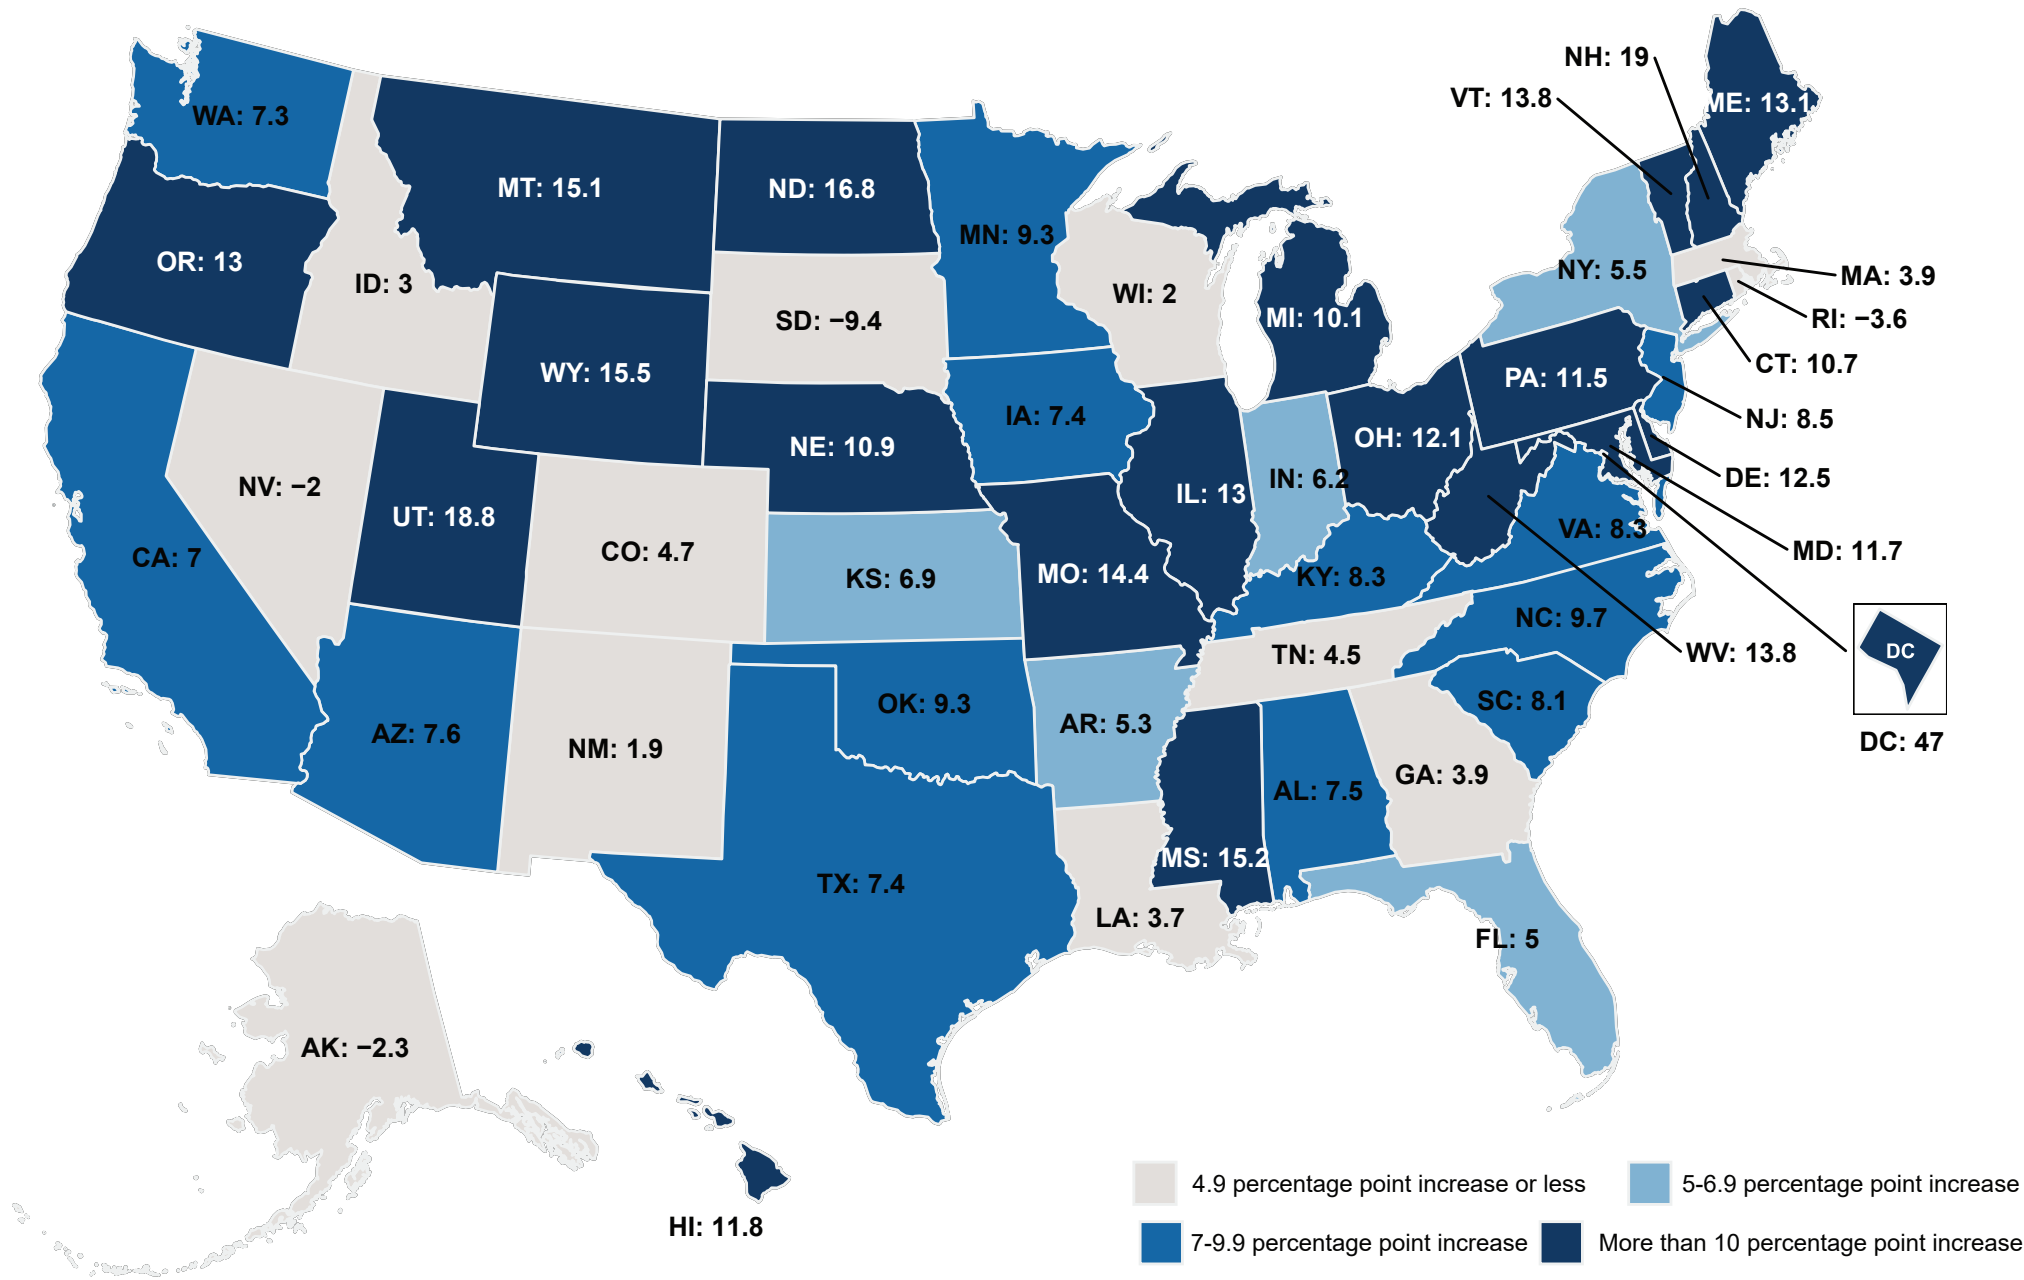 NH: 19
VT: 13.8
ME: 13.1
WA: 7.3
MT: 15.1
ND: 16.8
MN: 9.3
OR: 13
ID: 3
NY: 5.5
MA: 3.9
WI: 2
SD: −9.4
MI: 10.1
RI: −3.6
CT: 10.7
WY: 15.5
PA: 11.5
IA: 7.4
NJ: 8.5
NE: 10.9
OH: 12.1
NV: −2
UT: 18.8
IL: 13
IN: 6.2
DE: 12.5
CA: 7
CO: 4.7
KS: 6.9
MO: 14.4
KY: 8.3
VA: 8.3
MD: 11.7
NC: 9.7
TN: 4.5
WV: 13.8
DC
DC: 47
AZ: 7.6
NM: 1.9
OK: 9.3
AR: 5.3
SC: 8.1
AL: 7.5
GA: 3.9
TX: 7.4
MS: 15.2
LA: 3.7
FL: 5
AK: −2.3
HI: 11.8
4.9 percentage point increase or less
5-6.9 percentage point increase
7-9.9 percentage point increase
More than 10 percentage point increase